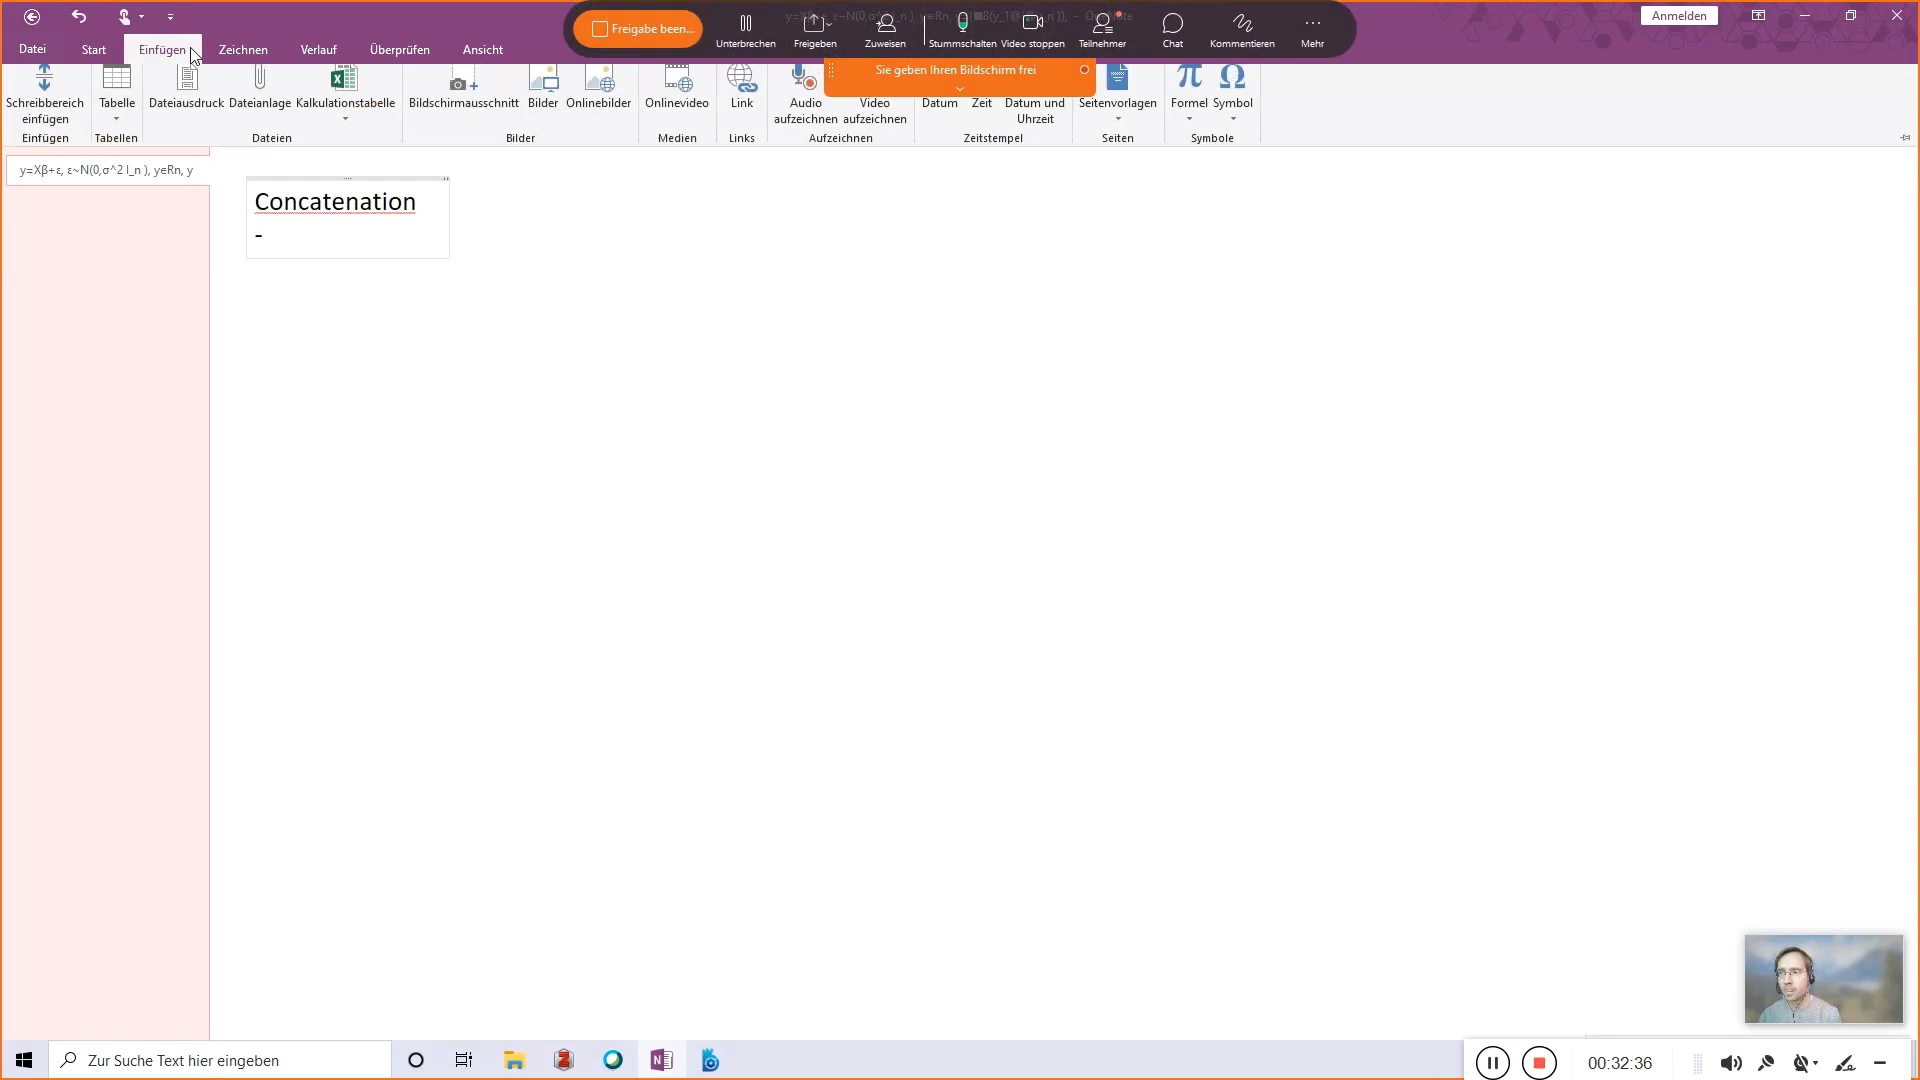 Datei
Start
Einfügen
Zeichnen
Verlauf
Überprüfen
Ansicht
Freigabe been...
Unterbrechen
Freigeben
Zuweisen
Stummschalten
Video stoppen
Teilnehmer
Chat
Kommentieren
Mehr
Anmelden
Sie geben Ihren Bildschirm frei
Schreibbereich
einfügen
Tabelle
Dateiausdruck
Dateianlage
Kalkulationstabelle
Bildschirmausschnitt
Bilder
Onlinebilder
Onlinevideo
Link
Audio
aufzeichnen
Video
aufzeichnen
Datum
Zeit
Datum und
Uhrzeit
Seitenvorlagen
Formel
Symbol
Einfügen
Tabellen
Dateien
Bilder
Medien
Links
Aufzeichnen
Zeitstempel
Seiten
Symbole
y=Xβ+ε, ε~N(0,σ^2 I_n ), y∈Rn, y
Concatenation
-
Zur Suche Text hier eingeben
00:32:36